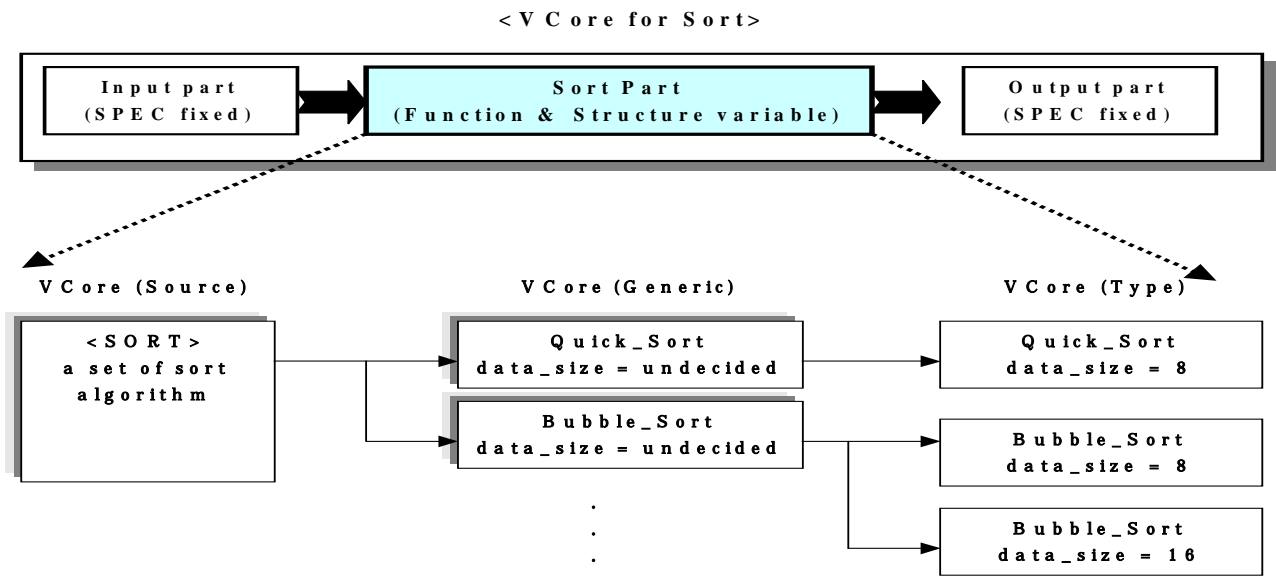 <VCore for Sort>
Input part
(SPEC fixed)
Sort Part
(Function & Structure variable)
Output part
(SPEC fixed)
VCore (Source)
VCore (Generic)
VCore (Type)
<SORT>
a set of sort
algorithm
Quick_Sort
data_size = undecided
Bubble_Sort
data_size = undecided
.
.
.
Quick_Sort
data_size = 8
Bubble_Sort
data_size = 8
Bubble_Sort
data_size = 16